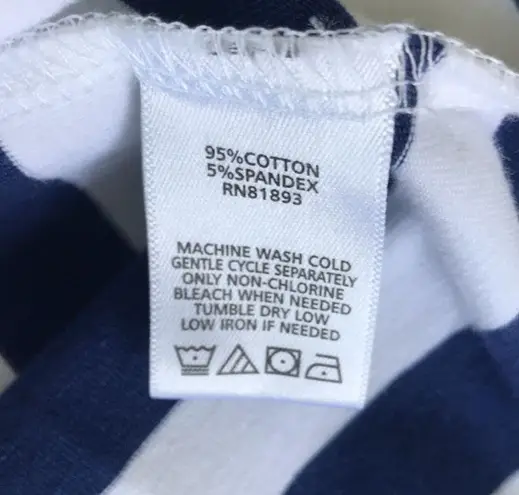 95%COTTON
5%SPANDEX
RN81893
MACHINE WASH COLD
GENTLE CYCLE SEPARATELY
ONLY NON-CHLORINE
BLEACH WHEN NEEDED
TUMBLE DRY LOW
LOW IRON IF NEEDED